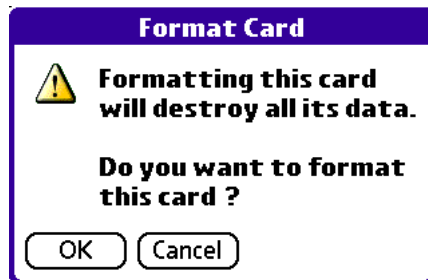 Format Card
Formatting this card
will destroy all its data.
Do you want to format
this card ?
OK
Cancel